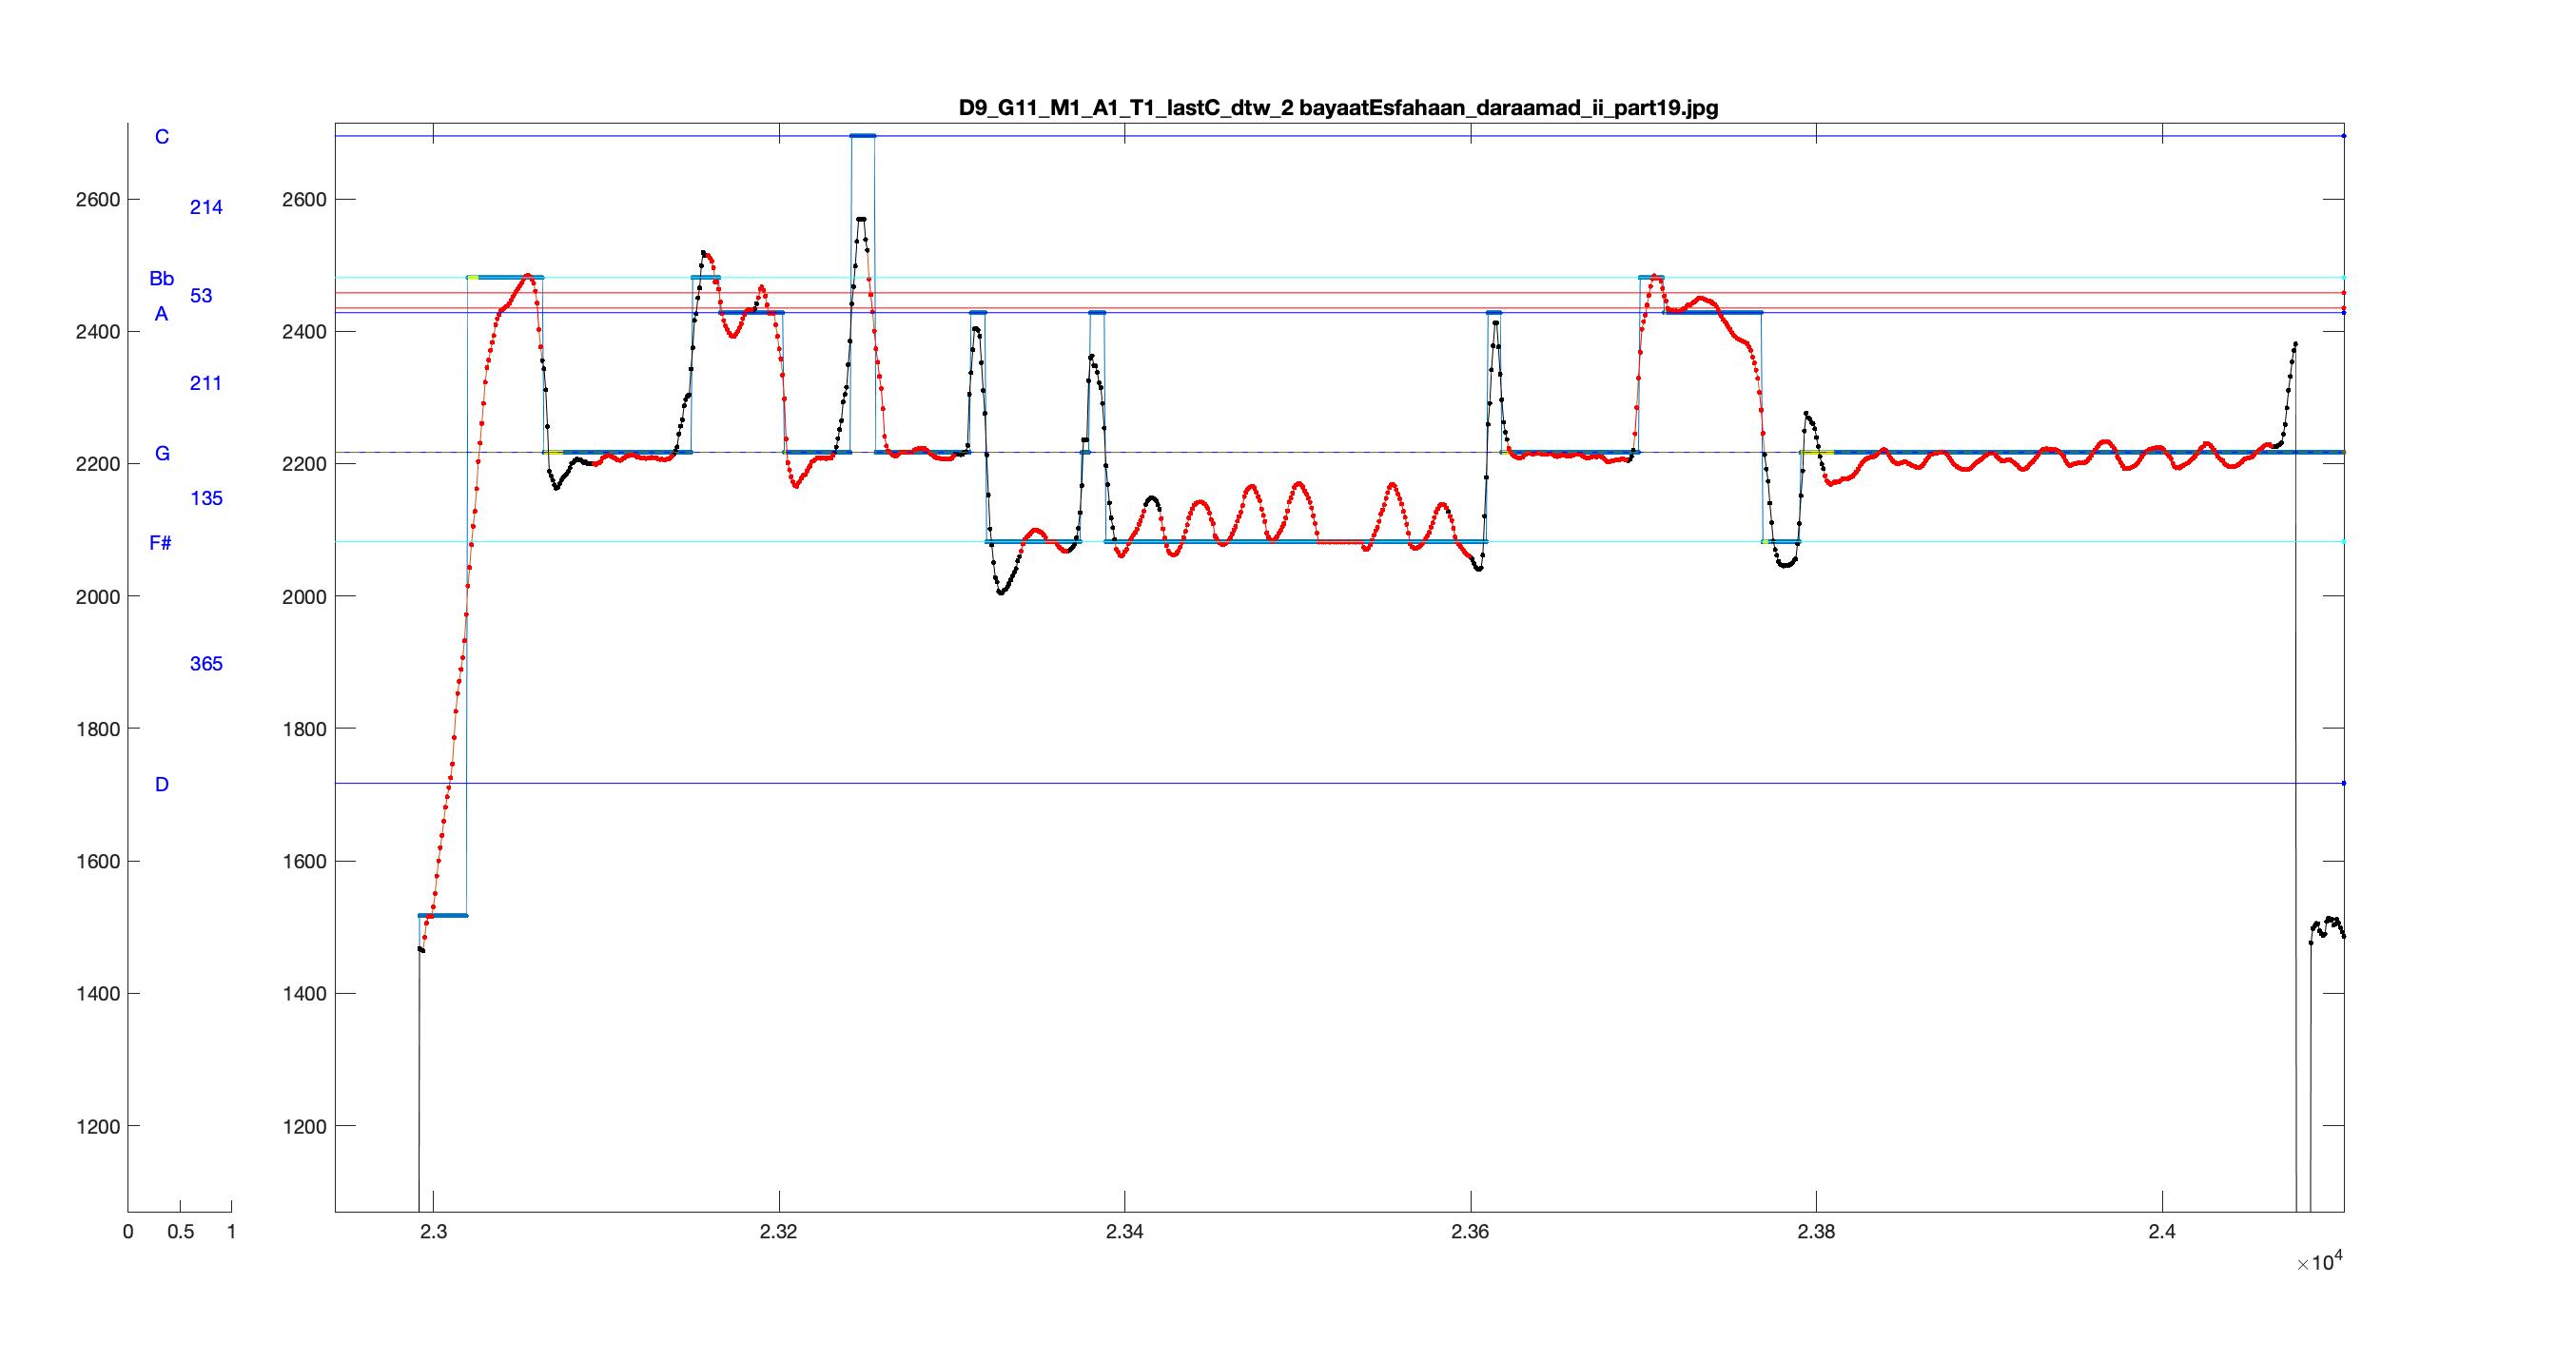 D9_G11_M1_A1_T1_lastC_dtw_2 bayaatEsfahaan_daraamad_ii_part19.jpg
C
2600 214 2600
Bb
53
A
2400 2400
211
G
2200 2200
135
F#
2000 2000
365
1800 1800
D
1600 1600
1400 1400
1200 1200
0 0.5 1 2.3 2.32 2.34 2.36 2.38 2.4
×10⁴